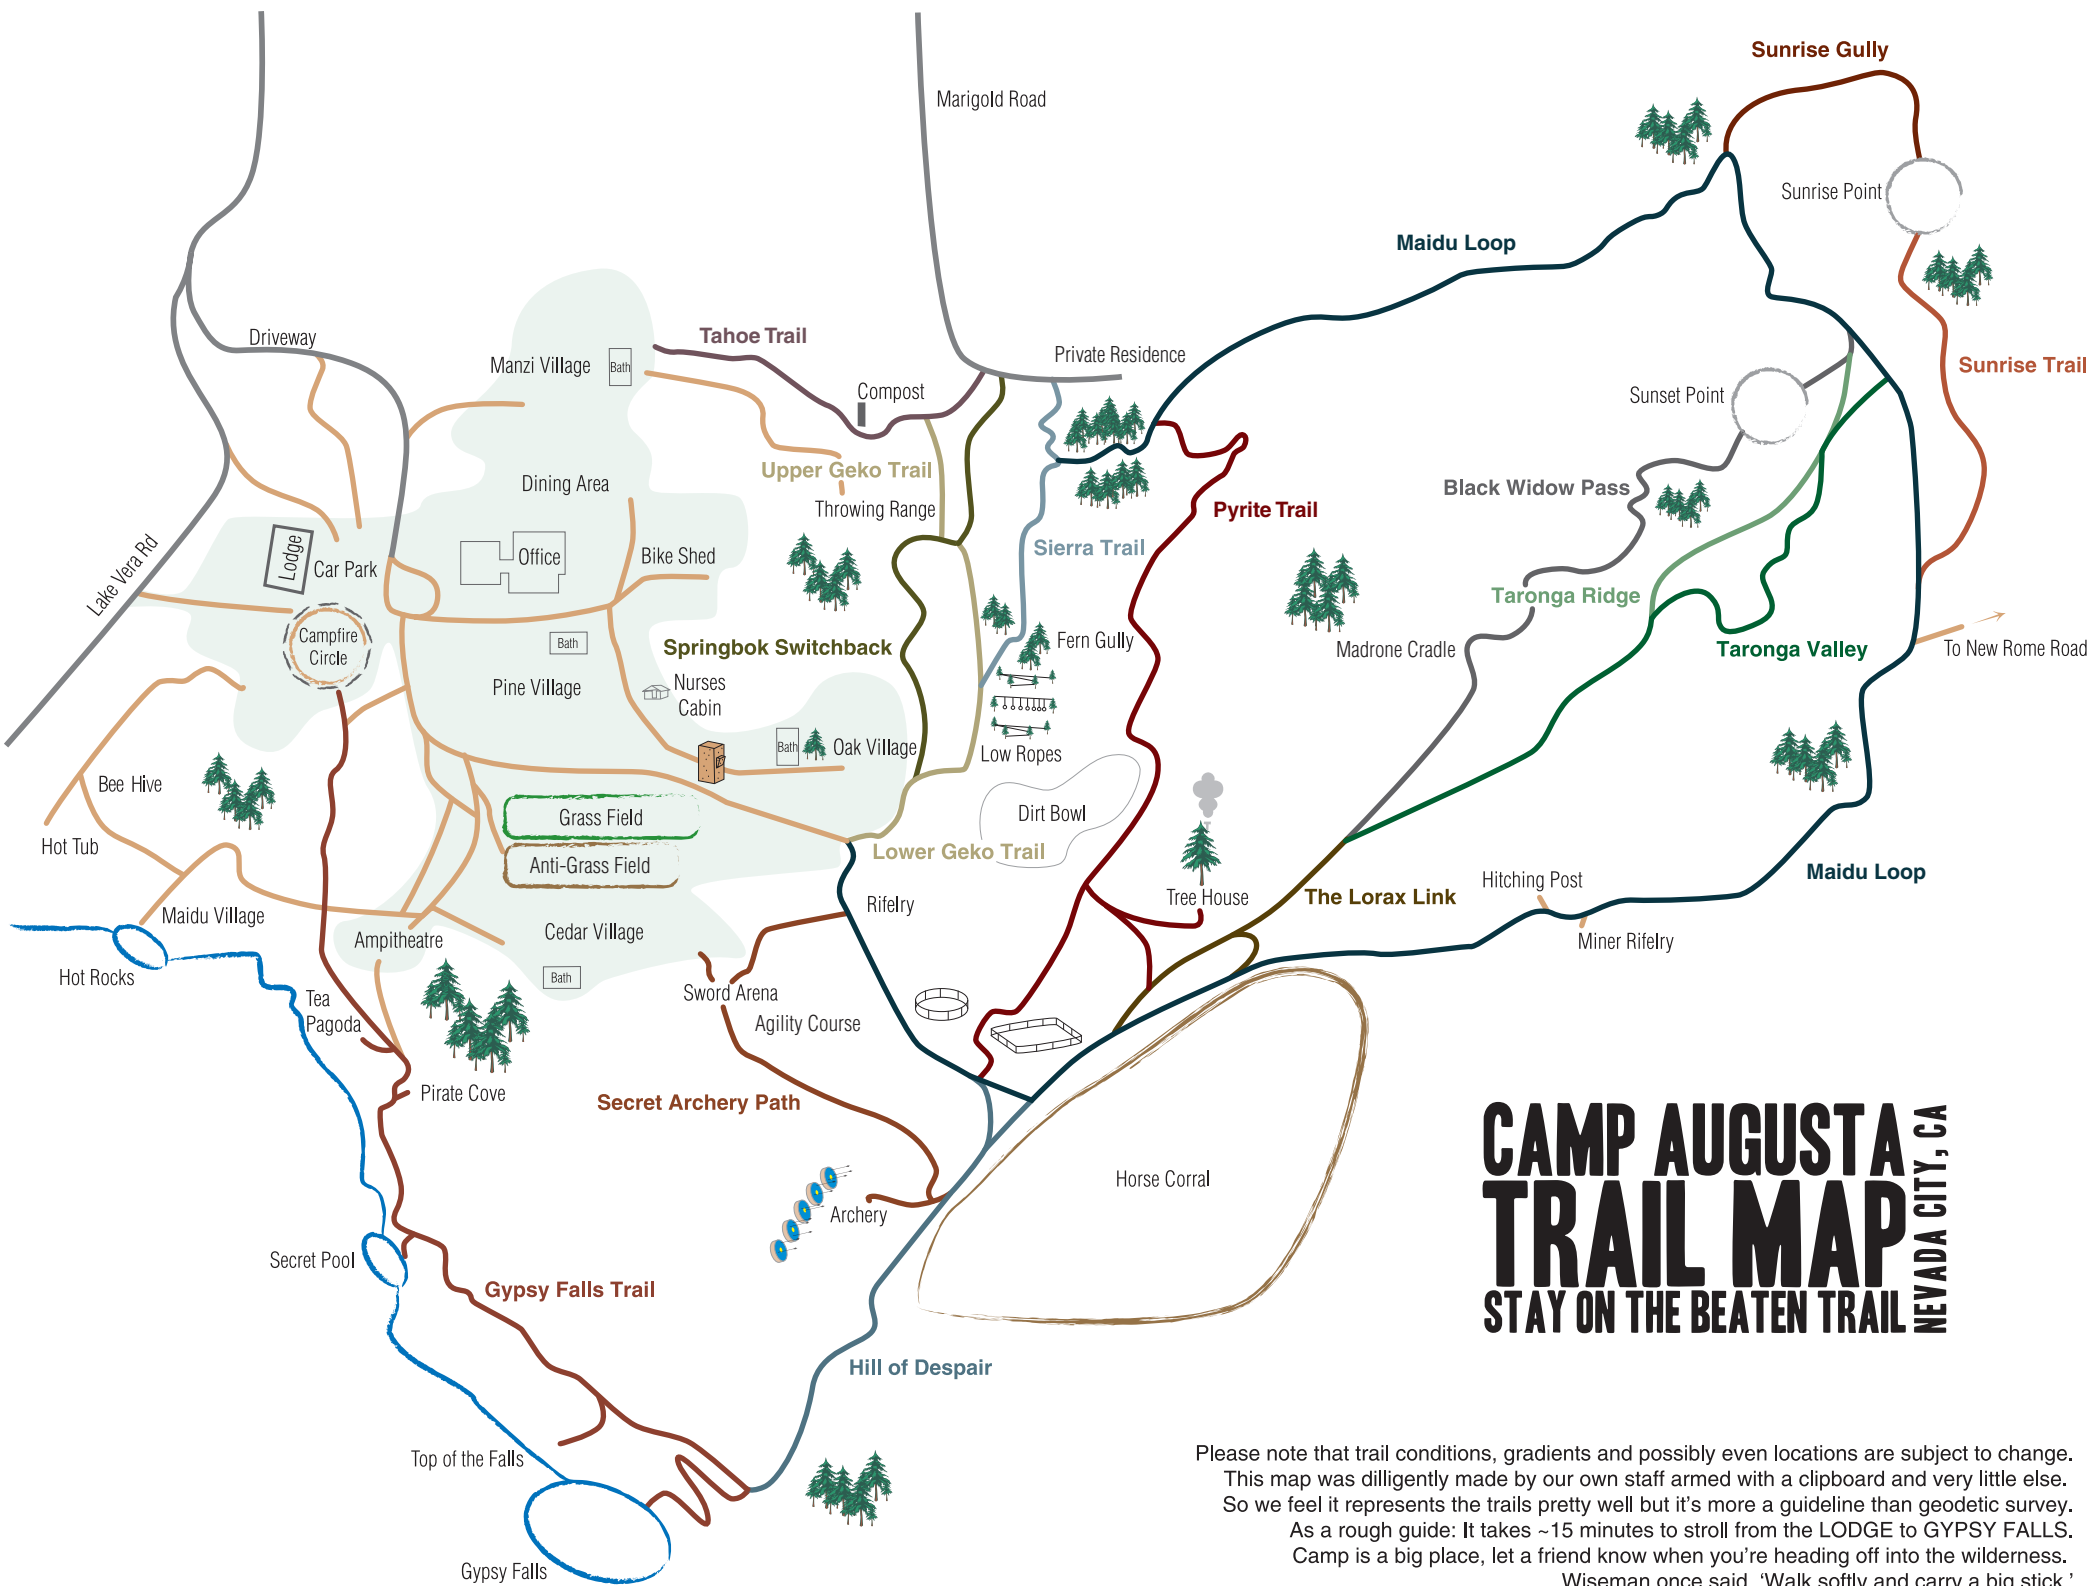 Sunrise Gully
Marigold Road
Sunrise Point
Maidu Loop
Driveway
Tahoe Trail
Private Residence
Manzi Village
Bath
Compost
Sunrise Trail
Sunset Point
Upper Geko Trail
Dining Area
Throwing Range
Black Widow Pass
Pyrite Trail
Lodge
Car Park
Office
Bike Shed
Sierra Trail
Lake Vera Rd
Taronga Ridge
Campfire
Circle
Bath
Springbok Switchback
Fern Gully
Madrone Cradle
Taronga Valley
To New Rome Road
Pine Village
Nurses
Cabin
Bath
Oak Village
Low Ropes
Bee Hive
Grass Field
Dirt Bowl
Hot Tub
Anti-Grass Field
Lower Geko Trail
Maidu Loop
Hitching Post
Tree House
The Lorax Link
Rifelry
Maidu Village
Ampitheatre
Cedar Village
Miner Rifelry
Hot Rocks
Bath
Sword Arena
Tea
Pagoda
Agility Course
Pirate Cove
Secret Archery Path
Horse Corral
Archery
Secret Pool
Gypsy Falls Trail
Hill of Despair
Top of the Falls
Gypsy Falls
CAMP AUGUSTA
TRAIL MAP
STAY ON THE BEATEN TRAIL
NEVADA CITY, CA
Please note that trail conditions, gradients and possibly even locations are subject to change.
This map was dilligently made by our own staff armed with a clipboard and very little else.
So we feel it represents the trails pretty well but it's more a guideline than geodetic survey.
As a rough guide: It takes ~15 minutes to stroll from the LODGE to GYPSY FALLS.
Camp is a big place, let a friend know when you're heading off into the wilderness.
Wiseman once said, 'Walk softly and carry a big stick.'